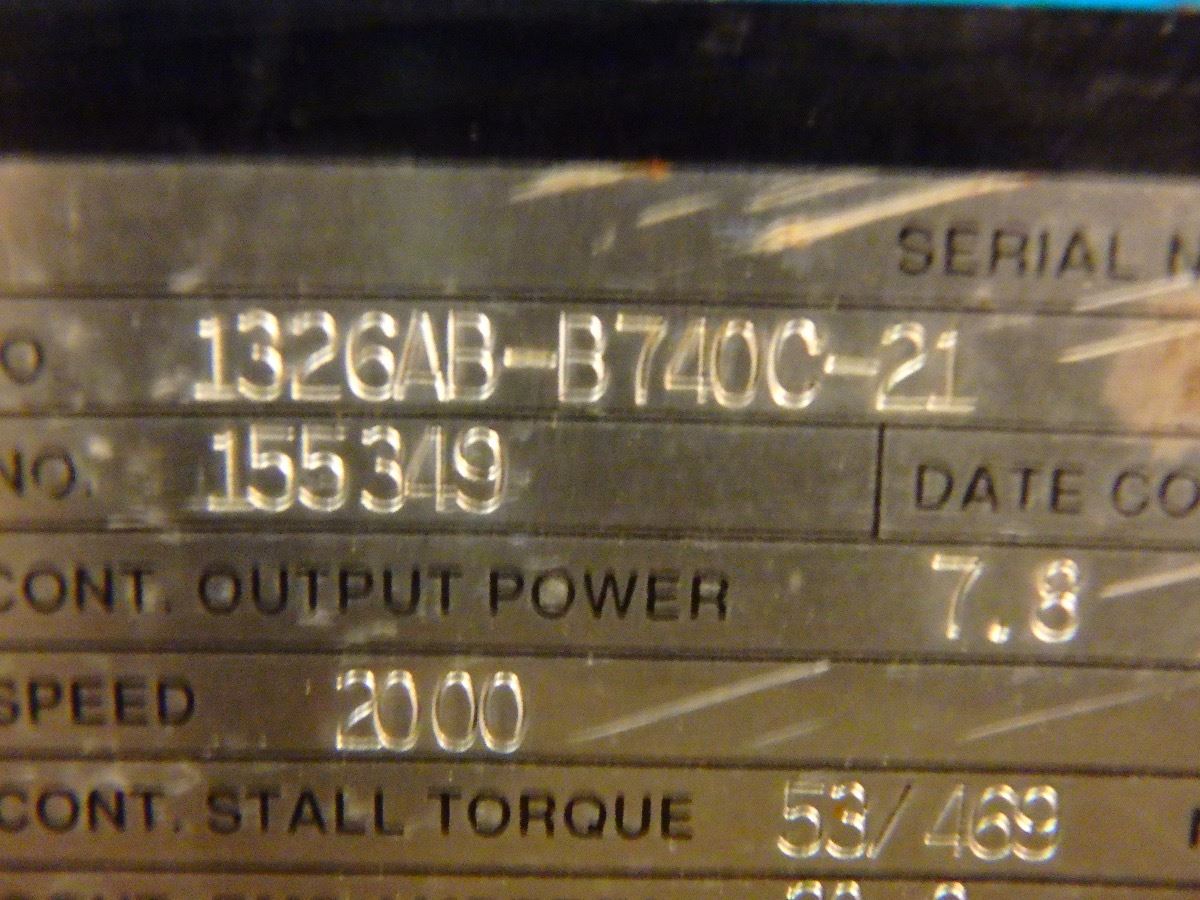 SERIAL N
O 1326AB-B740C-21
NO. 155349 DATE CO
CONT. OUTPUT POWER 7.8
SPEED 2000
CONT. STALL TORQUE 53/469